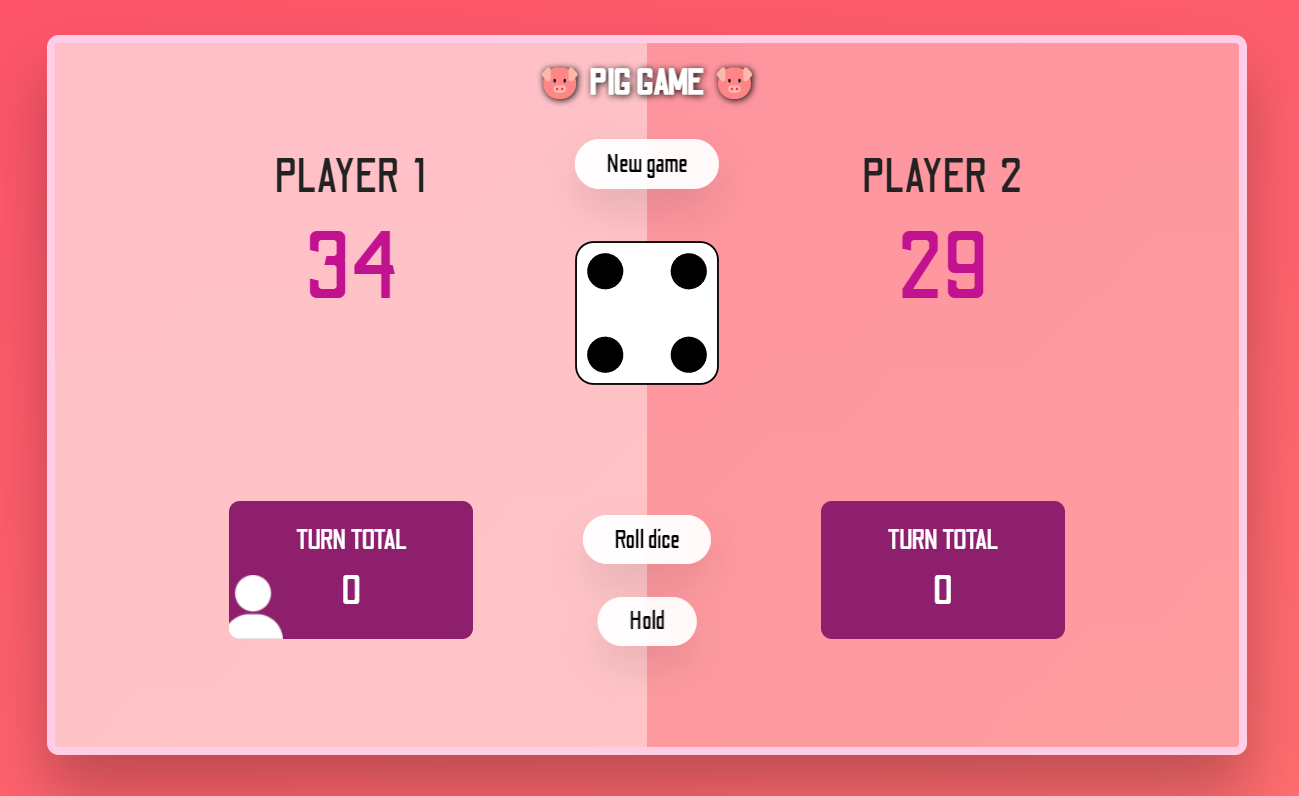 PIG GAME
New game
PLAYER 1
34
PLAYER 2
29
TURN TOTAL
0
Roll dice
Hold
TURN TOTAL
0